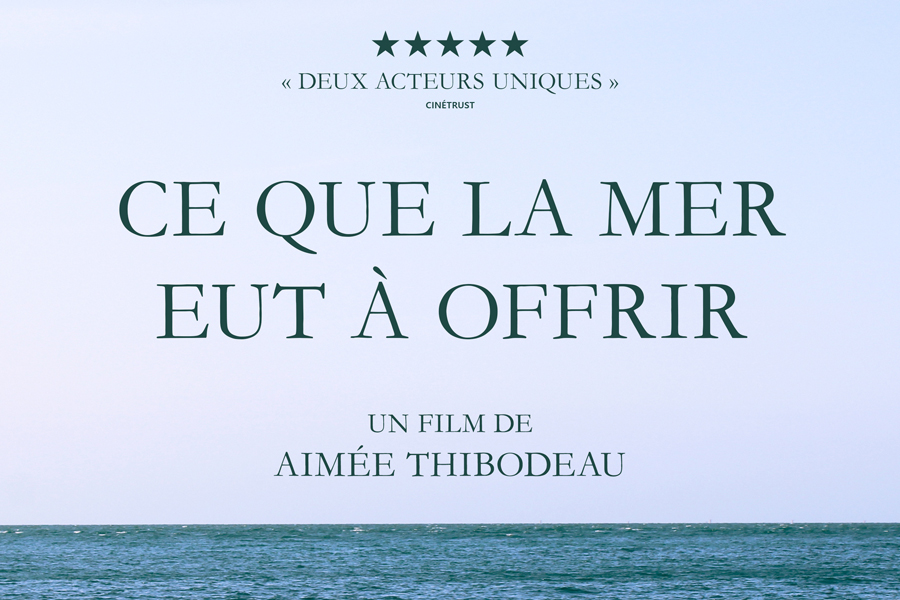 ★★★★★
« DEUX ACTEURS UNIQUES »
CINÉTRUST
CE QUE LA MER
EUT À OFFRIR
UN FILM DE
AIMÉE THIBODEAU